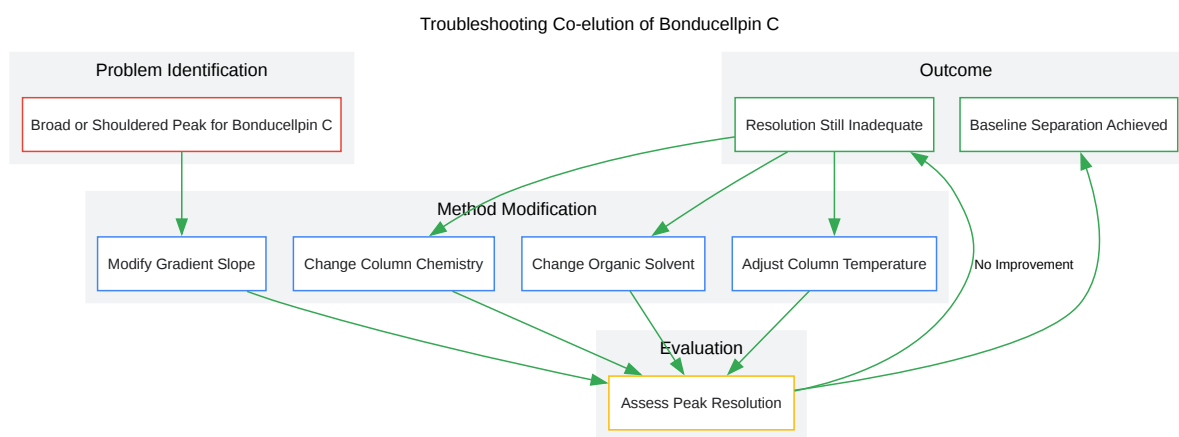 Troubleshooting Co-elution of Bonducellpin C
Problem Identification
Outcome
Broad or Shouldered Peak for Bonducellpin C
Resolution Still Inadequate
Baseline Separation Achieved
Method Modification
Modify Gradient Slope
Change Column Chemistry
Change Organic Solvent
Adjust Column Temperature
No Improvement
Evaluation
Assess Peak Resolution